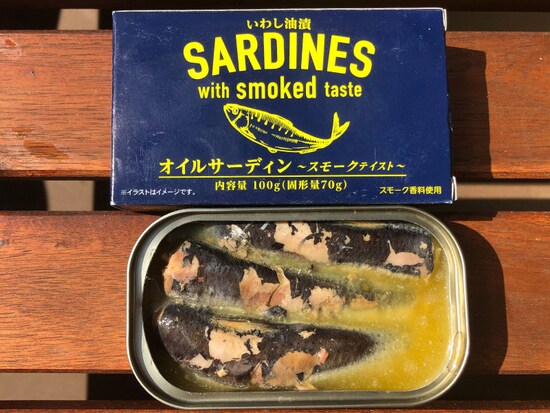 いわし油漬
SARDINES
with smoked taste
オイルサーディン ～スモークテイスト～
内容量 100g(固形量70g)
※イラストはイメージです。
スモーク香料使用